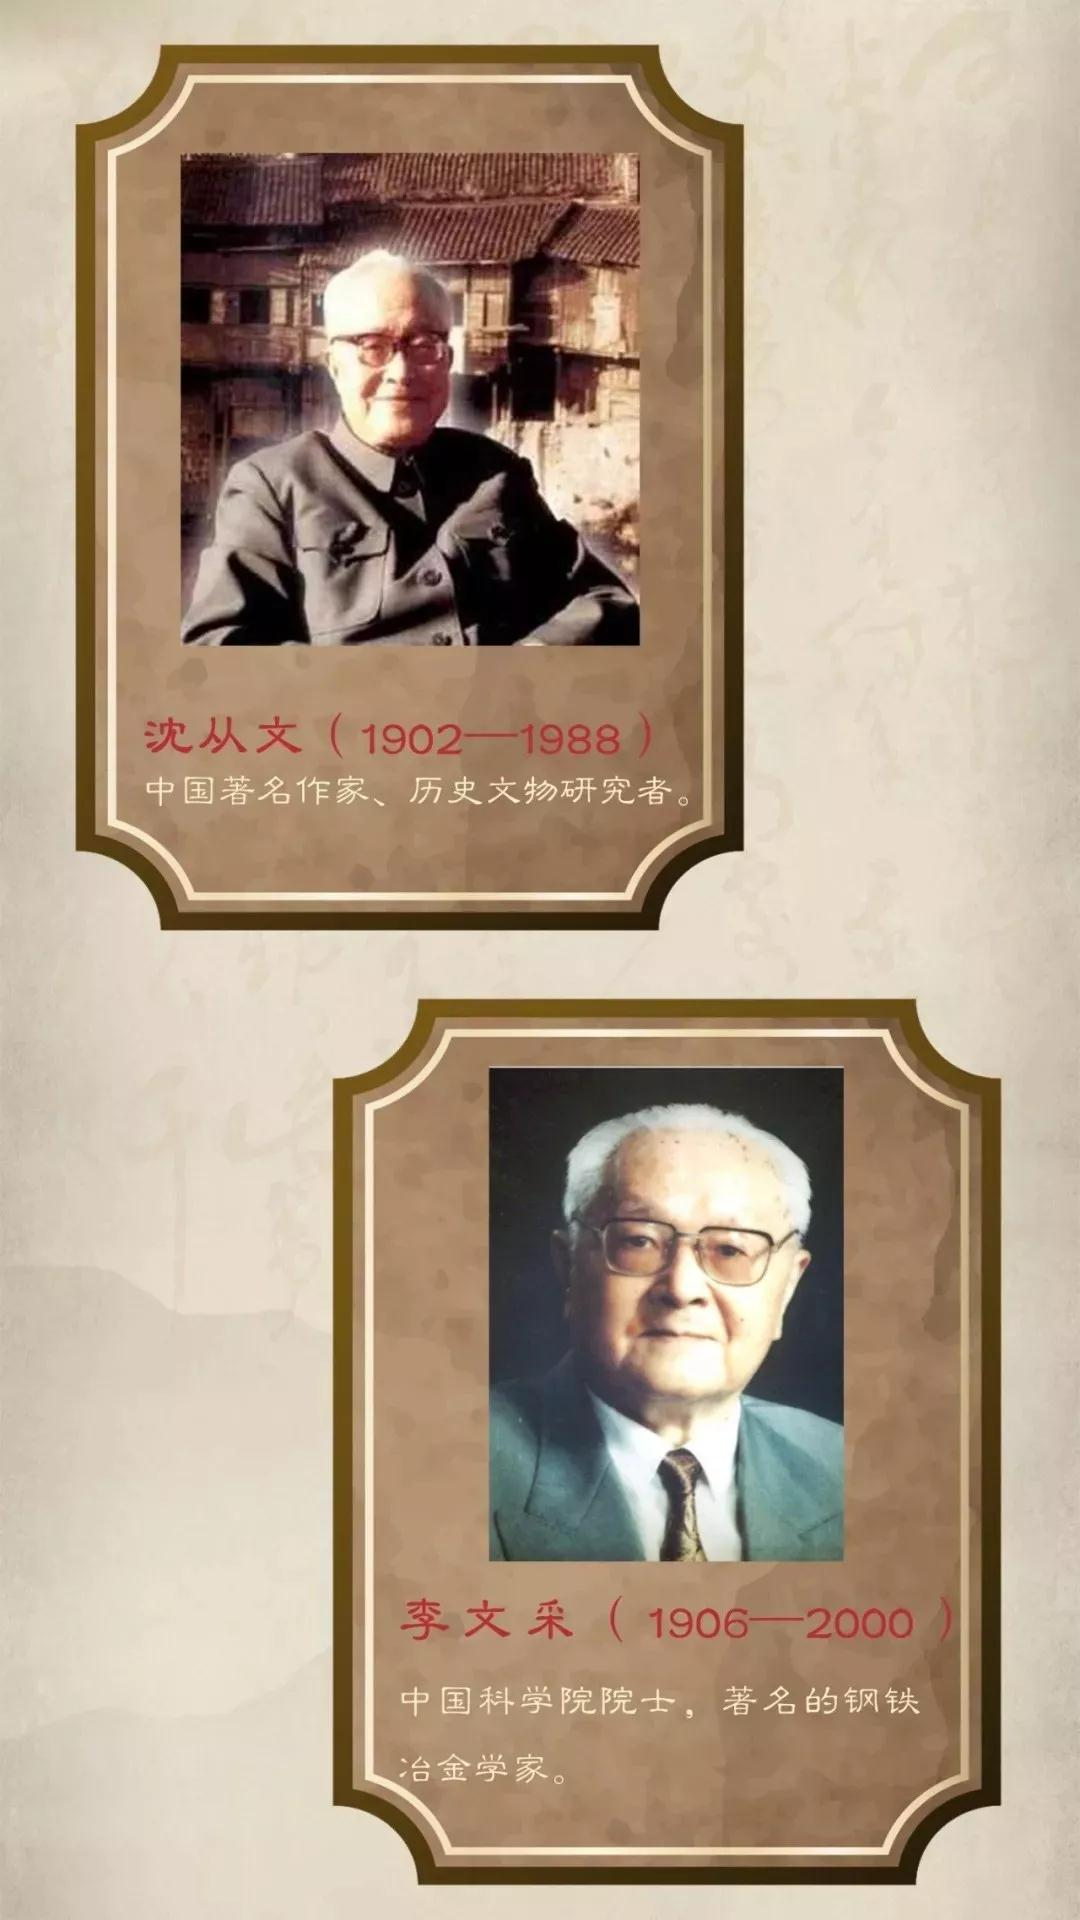 沈从文（1902—1988）
中国著名作家、历史文物研究者。
李文采（1906—2000）
中国科学院院士，著名的钢铁
冶金学家。